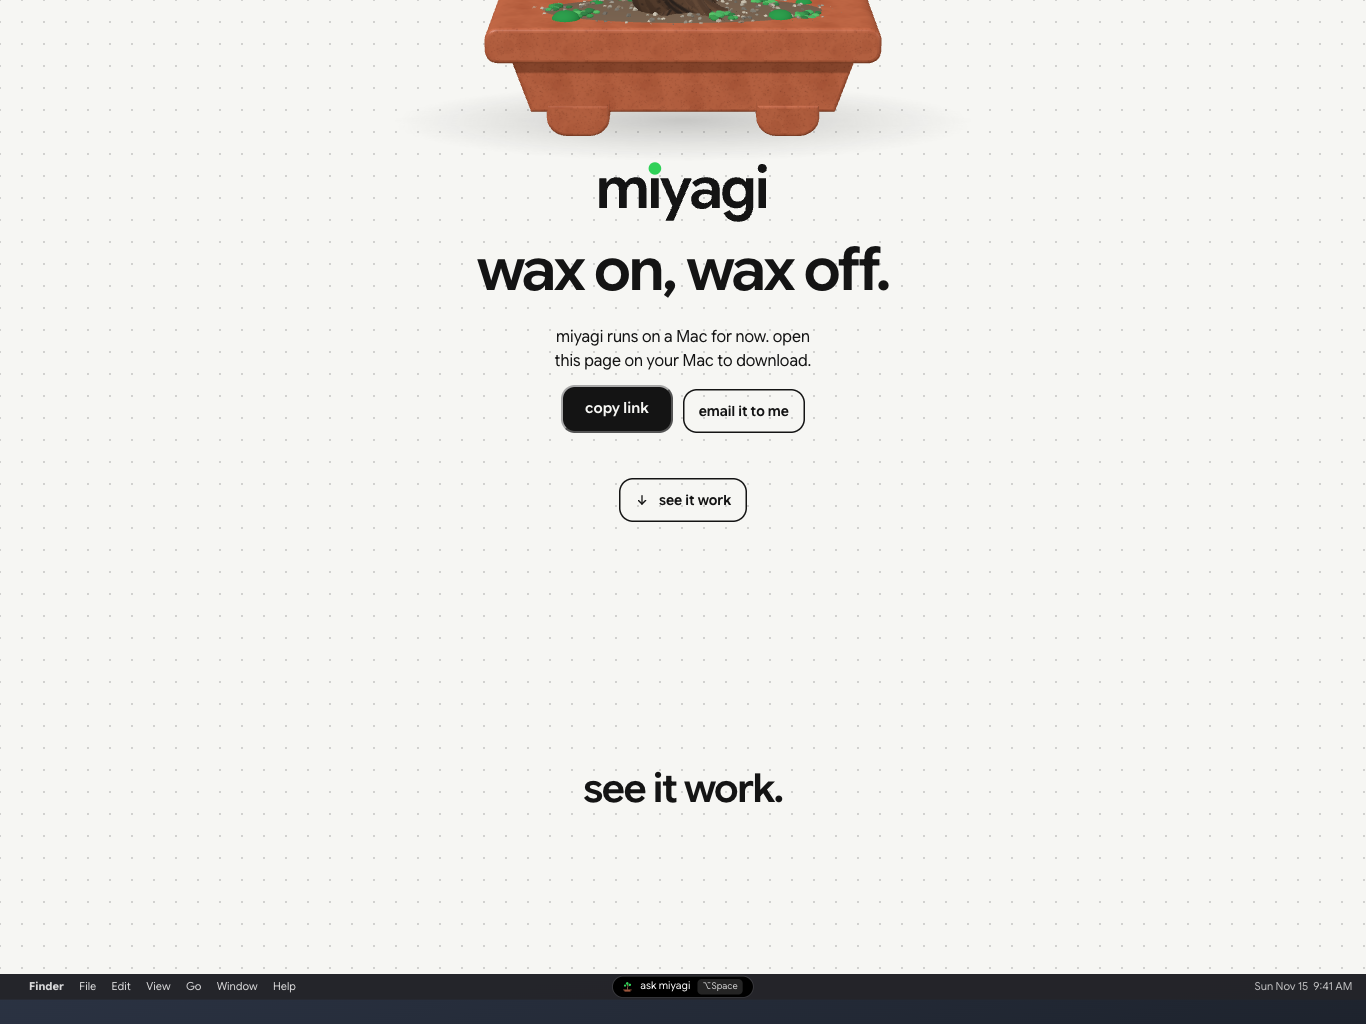 miyagi
wax on, wax off.
miyagi runs on a Mac for now. open
this page on your Mac to download.
copy link
email it to me
↓ see it work
see it work.
Finder File Edit View Go Window Help
ask miyagi ⌥Space
Sun Nov 15 9:41 AM